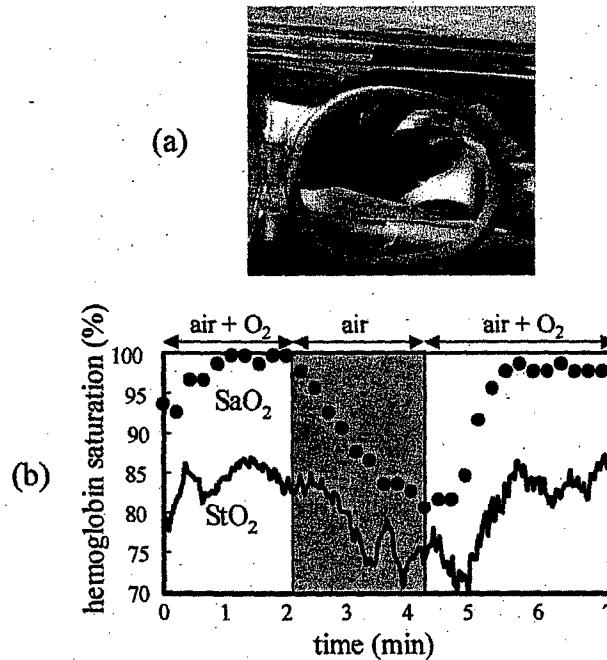 (a)
air + O₂ air air + O₂
100
95
90
85
80
75
70
SaO₂
StO₂
hemoglobin saturation (%)
(b)
0 1 2 3 4 5 6 7
time (min)